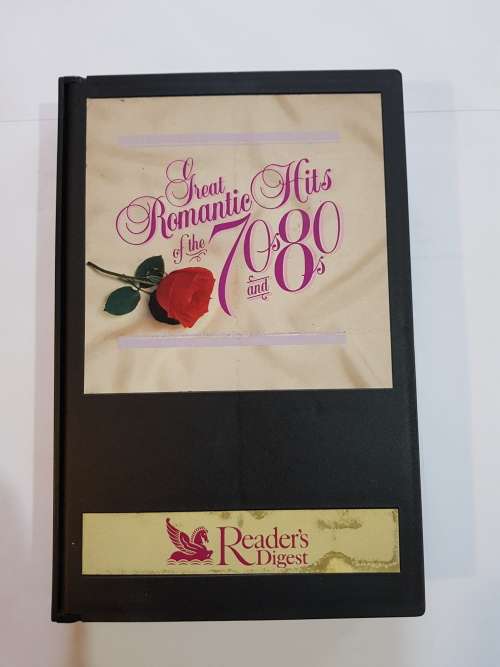 Great
Romantic Hits
of the 70s and 80s
Reader's
Digest